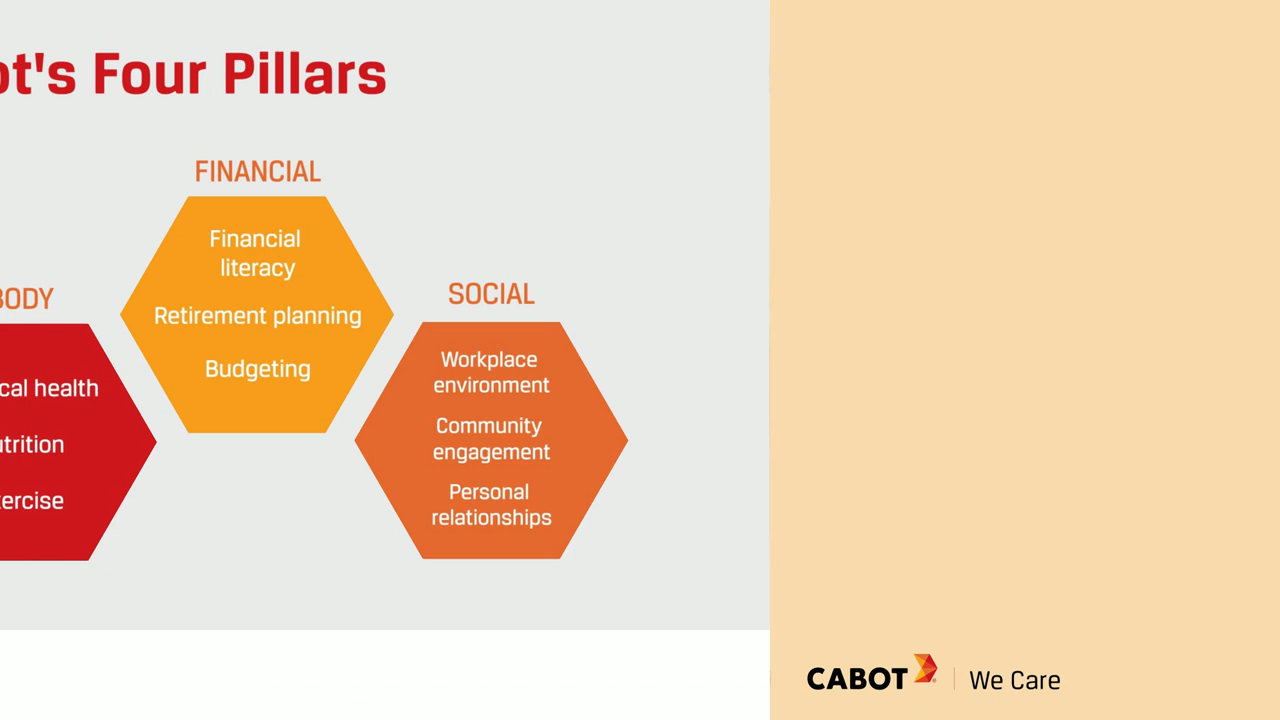 ot's Four Pillars
FINANCIAL
Financial
literacy
Retirement planning
Budgeting
BODY
cal health
utrition
ercise
SOCIAL
Workplace
environment
Community
engagement
Personal
relationships
CABOT | We Care